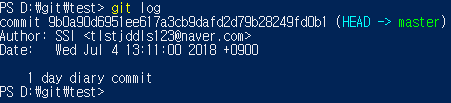 PS D:\git\test> git log
commit 9b0a90d6951ee617a3cb9dafd2d79b28249fd0b1 (HEAD -> master)
Author: SSI <tlstjddls123@naver.com>
Date:   Wed Jul 4 13:11:00 2018 +0900
    1 day diary commit
PS D:\git\test>